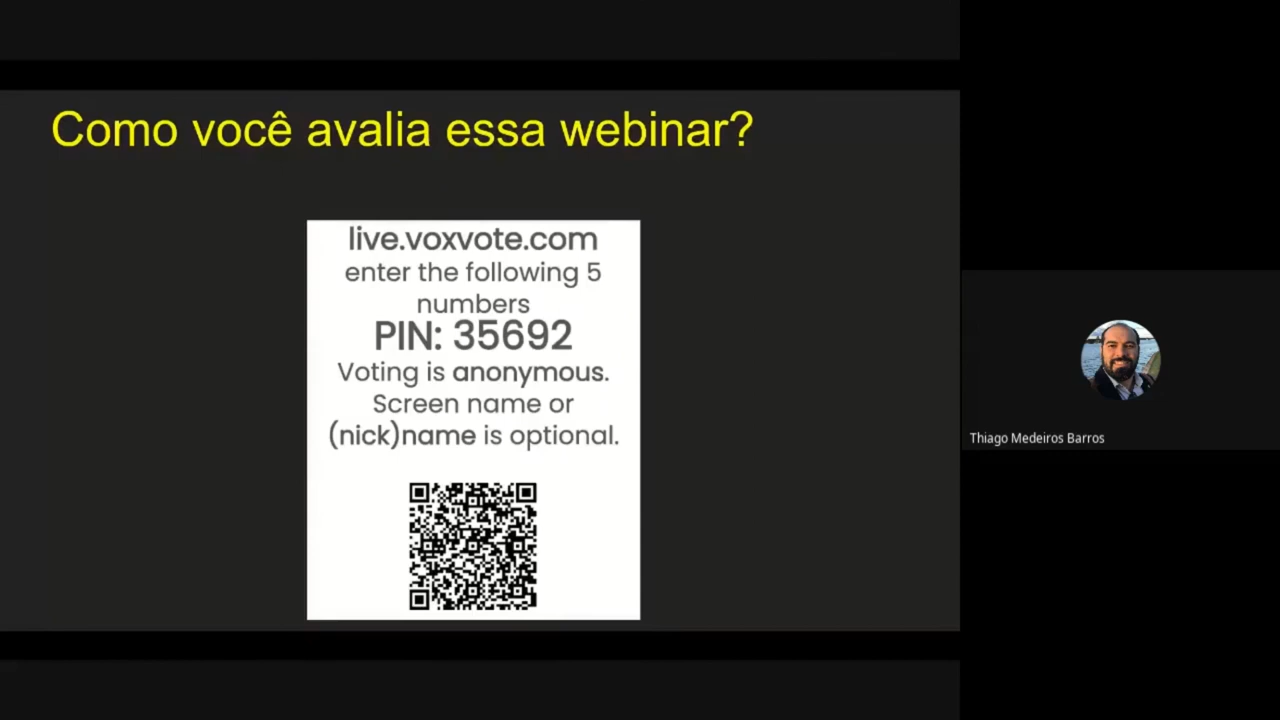 Como você avalia essa webinar?
live.voxvote.com
enter the following 5
numbers
PIN: 35692
Voting is anonymous.
Screen name or
(nick)name is optional.
Thiago Medeiros Barros